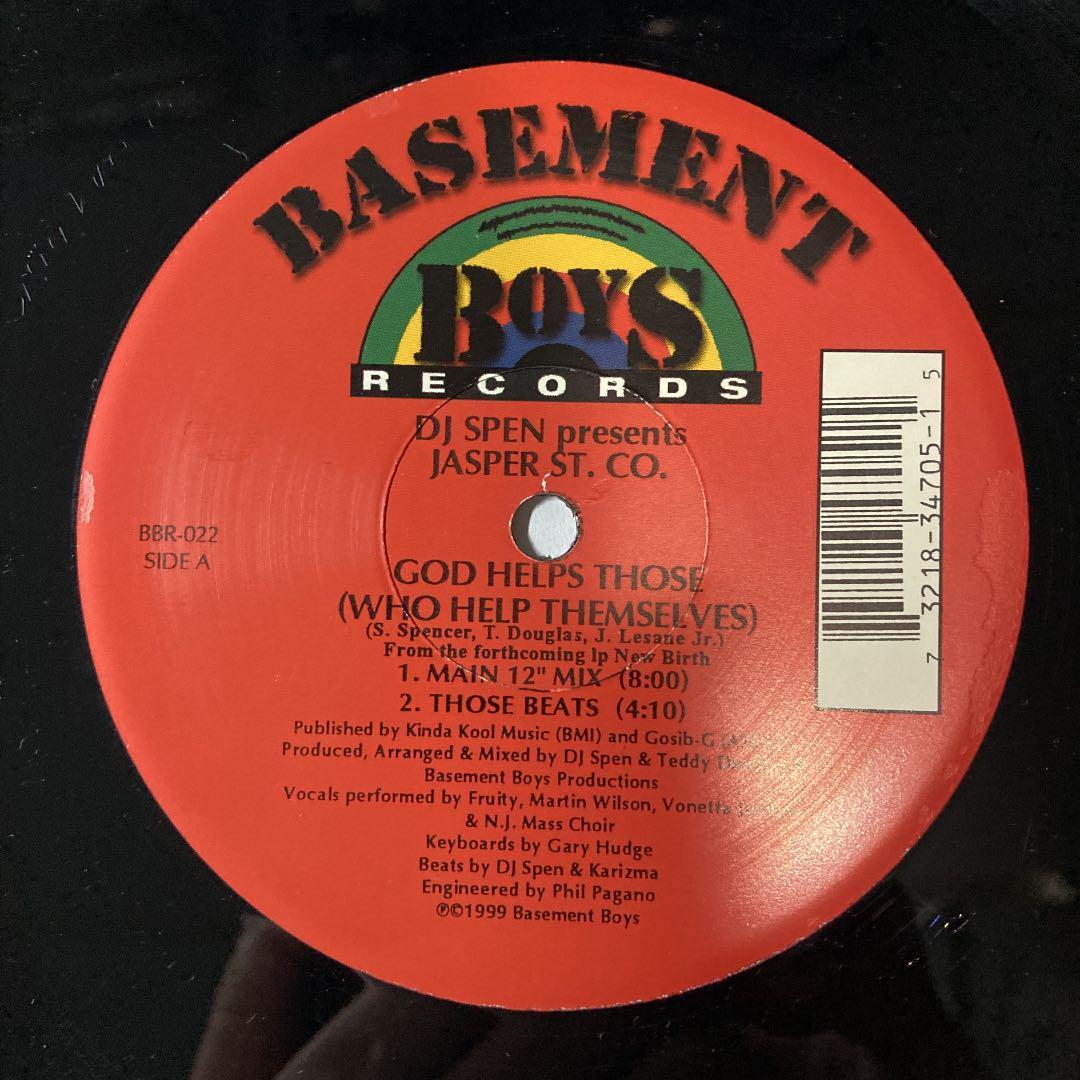 BASEMENT
BOYS
RECORDS
DJ SPEN presents
JASPER ST. CO.
BBR-022
SIDE A
7 3218-34705-1 5
GOD HELPS THOSE
(WHO HELP THEMSELVES)
(S. Spencer, T. Douglas, J. Lesane Jr.)
From the forthcoming lp New Birth
1. MAIN 12" MIX (8:00)
2. THOSE BEATS (4:10)
Published by Kinda Kool Music (BMI) and Gosib-G
Produced, Arranged & Mixed by DJ Spen & Teddy
Basement Boys Productions
Vocals performed by Fruity, Martin Wilson, Vonetta
& N.J. Mass Choir
Keyboards by Gary Hudge
Beats by DJ Spen & Karizma
Engineered by Phil Pagano
℗©1999 Basement Boys